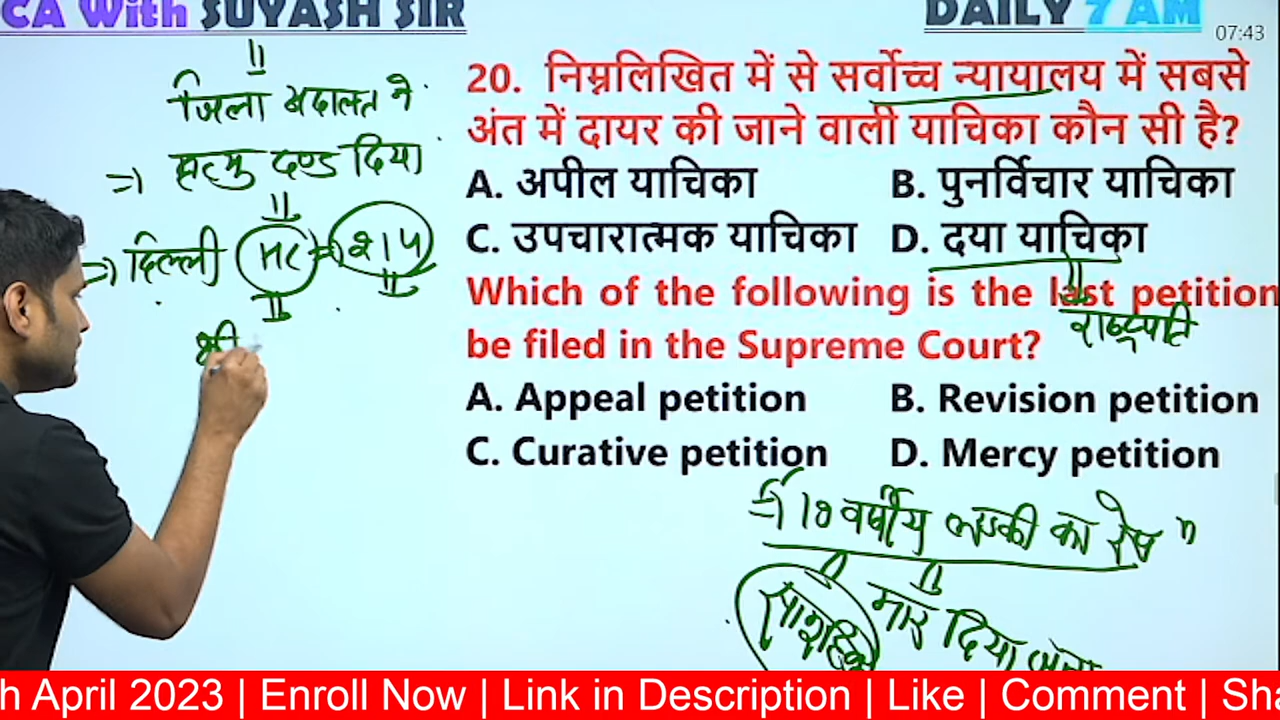 CA With SUYASH SIR
DAILY 7 AM
07:43
जिला अदालत ने
=) मृत्यु दण्ड दिया
=) दिल्ली HC =)
20. निम्नलिखित में से सर्वोच्च न्यायालय में सबसे
अंत में दायर की जाने वाली याचिका कौन सी है?
A. अपील याचिका B. पुनर्विचार याचिका
C. उपचारात्मक याचिका D. दया याचिका
Which of the following is the last petition
be filed in the Supreme Court?
राष्ट्रपति
A. Appeal petition B. Revision petition
C. Curative petition D. Mercy petition
वर्षीय लड़की का रेप "
मार दिया
h April 2023 | Enroll Now | Link in Description | Like | Comment | Sha